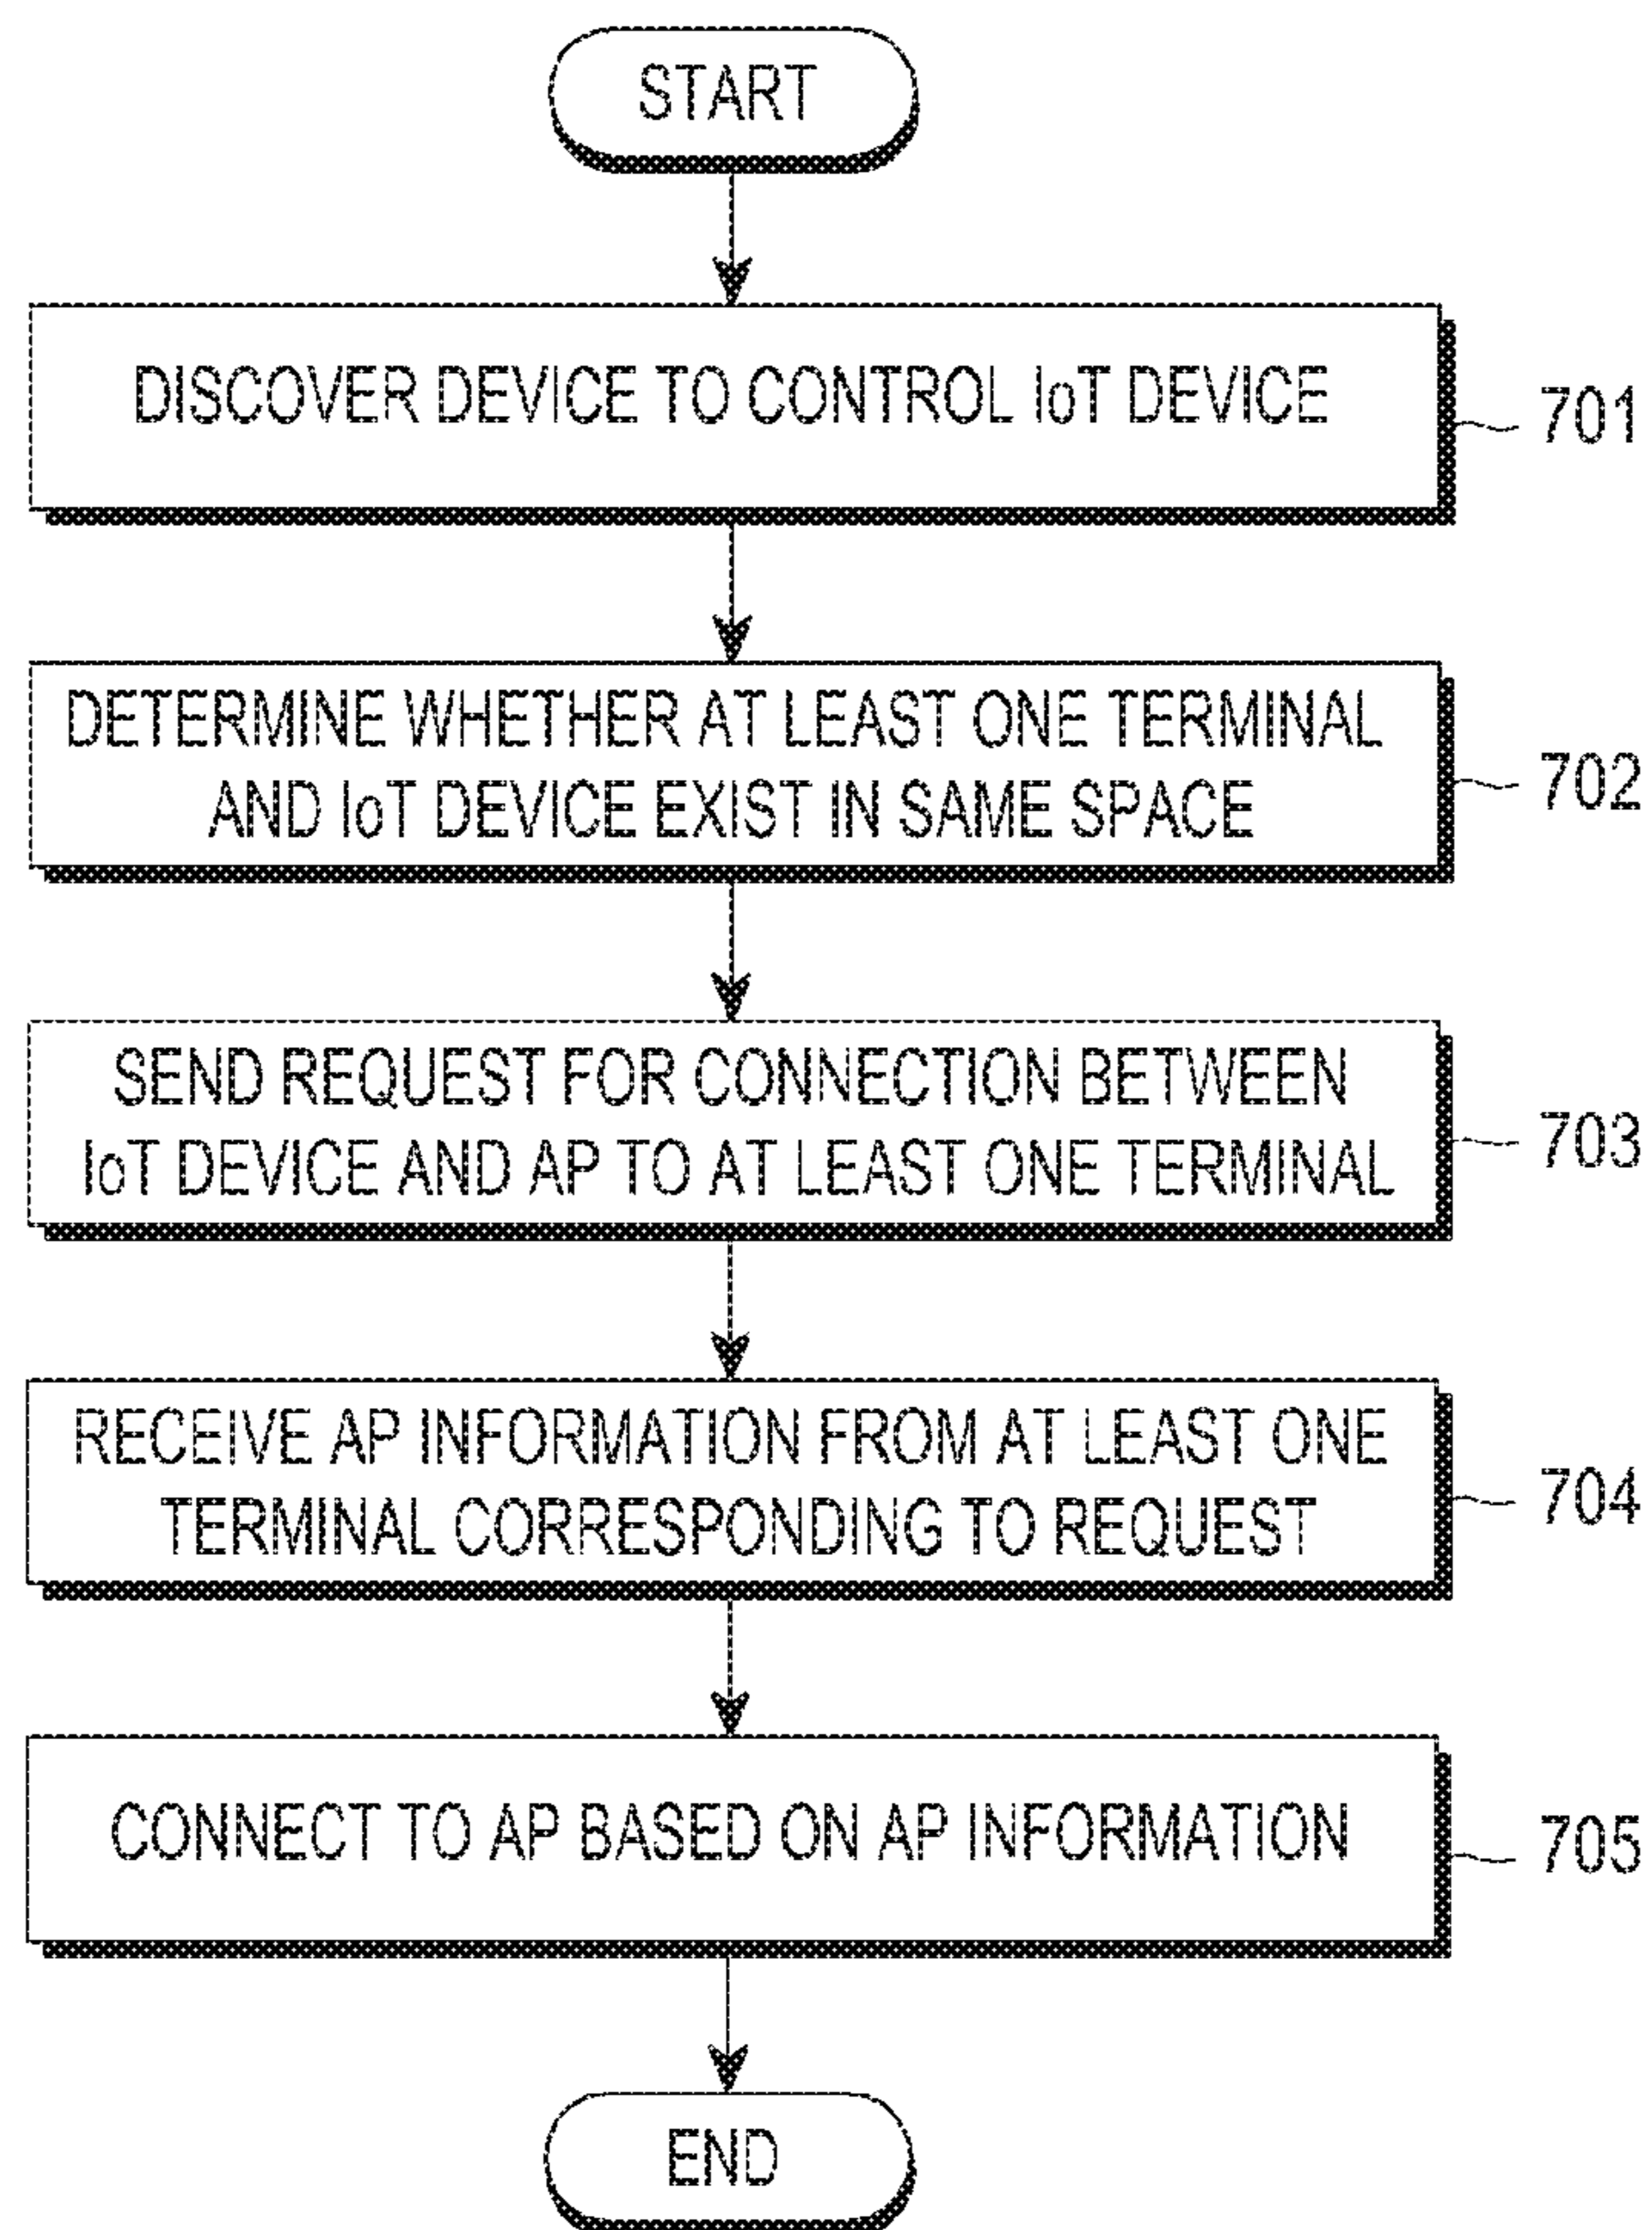 START
DISCOVER DEVICE TO CONTROL IoT DEVICE
701
DETERMINE WHETHER AT LEAST ONE TERMINAL
AND IoT DEVICE EXIST IN SAME SPACE
702
SEND REQUEST FOR CONNECTION BETWEEN
IoT DEVICE AND AP TO AT LEAST ONE TERMINAL
703
RECEIVE AP INFORMATION FROM AT LEAST ONE
TERMINAL CORRESPONDING TO REQUEST
704
CONNECT TO AP BASED ON AP INFORMATION
705
END